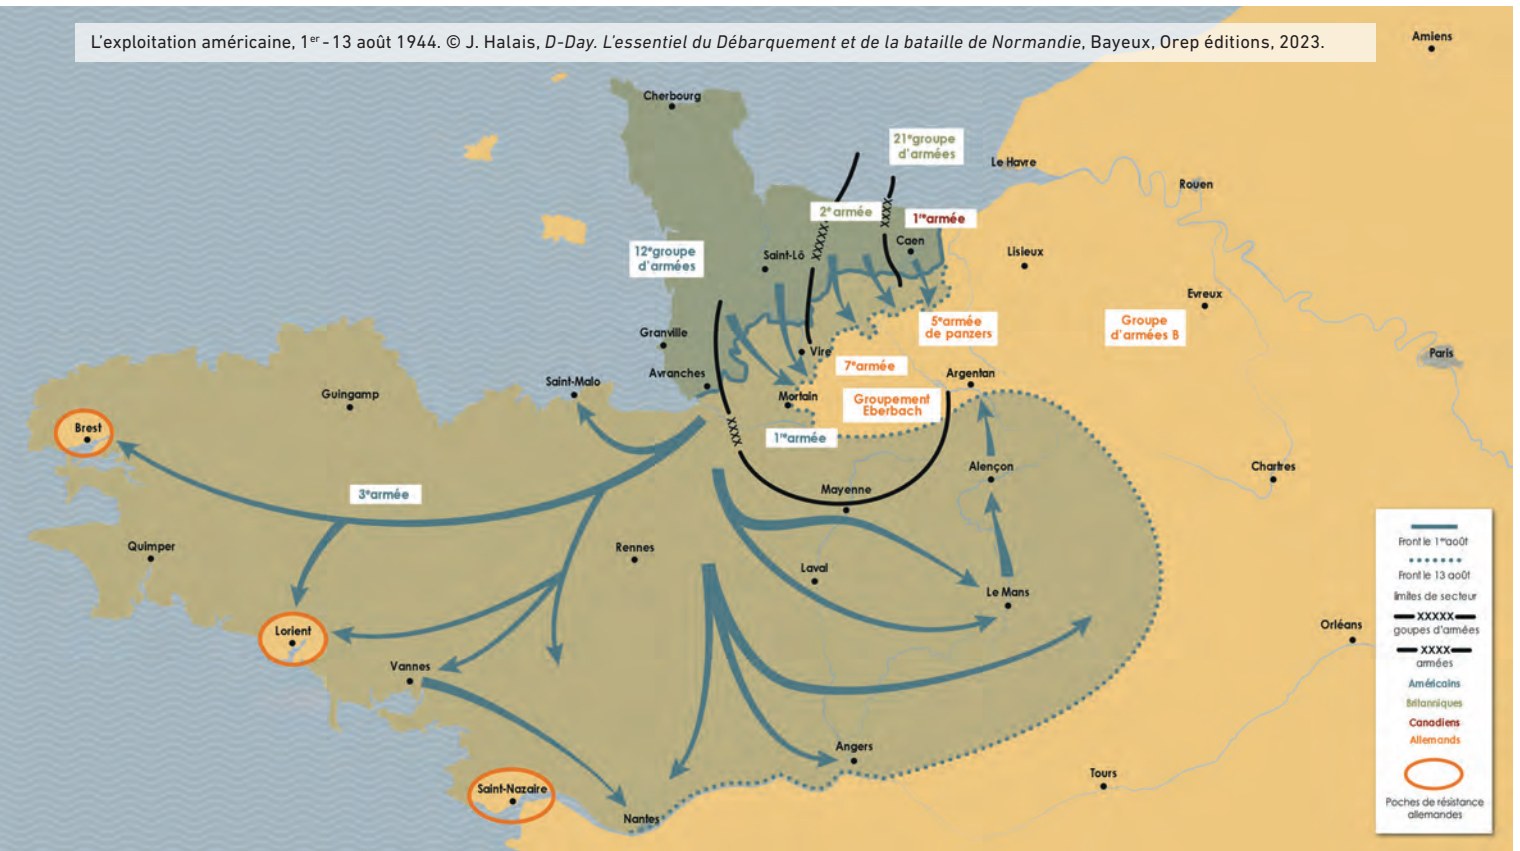 L'exploitation américaine, 1er - 13 août 1944. © J. Halais, D-Day. L'essentiel du Débarquement et de la bataille de Normandie, Bayeux, Orep éditions, 2023.
Amiens
Cherbourg
21e groupe
d'armées
Le Havre
Rouen
2e armée
1re armée
XXXX
XXXXX
Caen
12e groupe
d'armées
Saint-Lô
Lisieux
Evreux
5e armée
de panzers
Groupe
d'armées B
Granville
Vire
Paris
7e armée
Avranches
Argentan
Saint-Malo
Guingamp
Mortain
Groupement
Eberbach
Brest
XXXX
1re armée
Alençon
Chartres
3e armée
Mayenne
Quimper
Rennes
Laval
Le Mans
Lorient
Orléans
Vannes
Angers
Tours
Saint-Nazaire
Nantes
Front le 1er août
Front le 13 août
limites de secteur
XXXXX
goupes d'armées
XXXX
armées
Américains
Britanniques
Canadiens
Allemands
Poches de résistance
allemandes